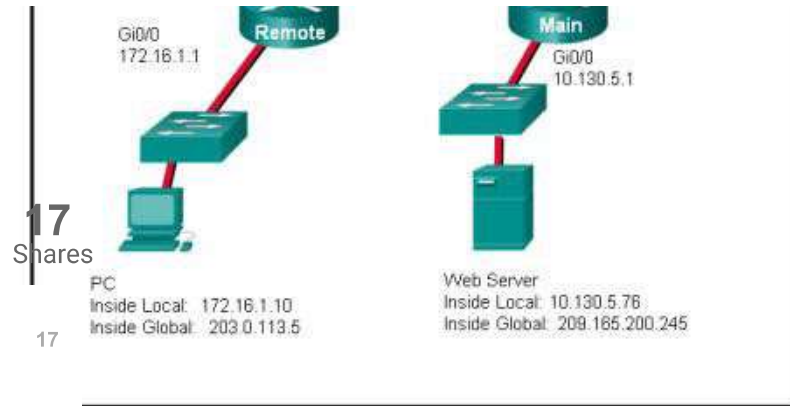 Gi0/0
172.16.1.1
Remote
Main
Gi0/0
10.130.5.1
17
Shares
PC
Inside Local: 172.16.1.10
Inside Global: 203.0.113.5
Web Server
Inside Local: 10.130.5.76
Inside Global: 209.165.200.245
17